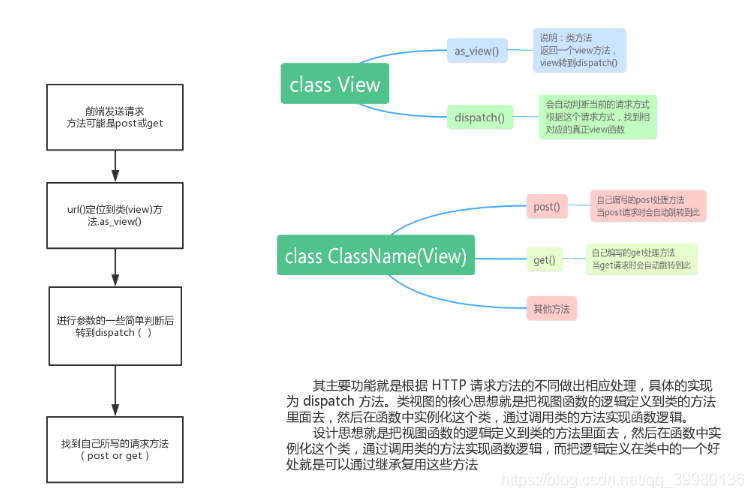 前端发送请求
方法可能是post或get
url()定位到类(view)方
法.as_view()
进行参数的一些简单判断后
转到dispatch（ ）
找到自己所写的请求方法
（ post or get ）
class View
as_view()
说明：类方法
返回一个view方法，
view转到dispatch()
dispatch()
会自动判断当前的请求方式
根据这个请求方式，找到相
对应的真正view函数
class ClassName(View)
post()
自己编写的post处理方法
当post请求时会自动跳转到此
get()
自己编写的get处理方法
当get请求时会自动跳转到此
其他方法
其主要功能就是根据 HTTP 请求方法的不同做出相应处理，具体的实现
为 dispatch 方法。类视图的核心思想就是把视图函数的逻辑定义到类的方法
里面去，然后在函数中实例化这个类，通过调用类的方法实现函数逻辑。
设计思想就是把视图函数的逻辑定义到类的方法里面去，然后在函数中实
例化这个类，通过调用类的方法实现函数逻辑，而把逻辑定义在类中的一个好
处就是可以通过继承复用这些方法
https://blog.csdn.net/qq_39980136